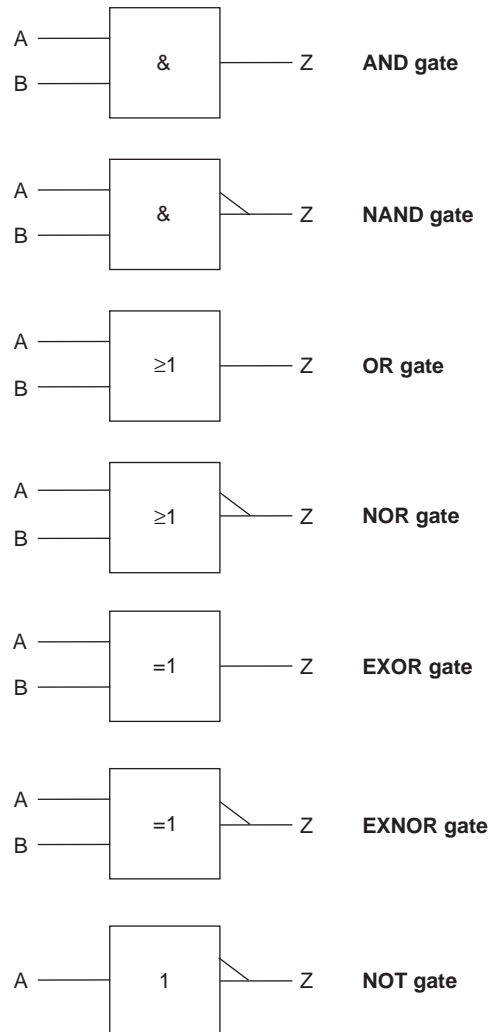 A
B
& Z AND gate
A
B
& Z NAND gate
A
B
≥1 Z OR gate
A
B
≥1 Z NOR gate
A
B
=1 Z EXOR gate
A
B
=1 Z EXNOR gate
A 1 Z NOT gate